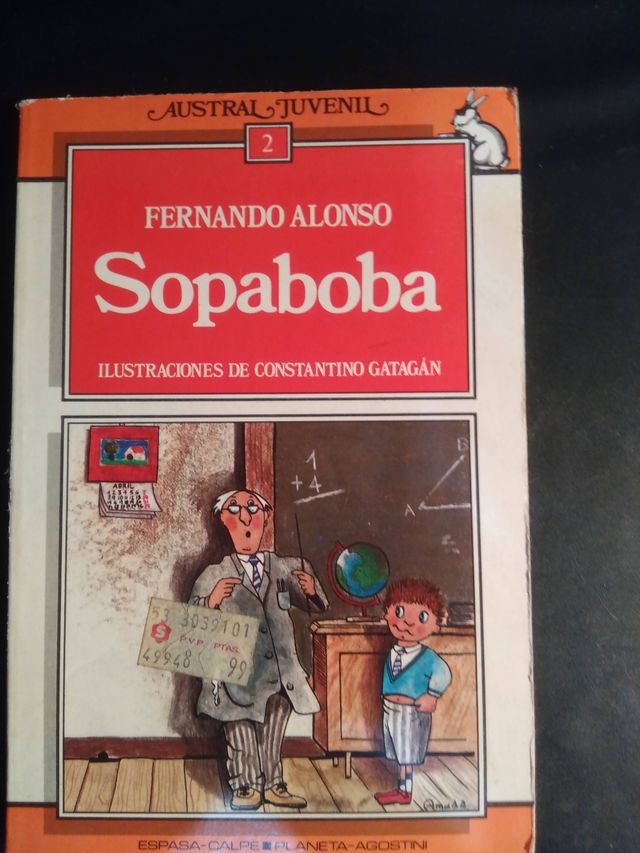 AUSTRAL JUVENIL
2
FERNANDO ALONSO
Sopaboba
ILUSTRACIONES DE CONSTANTINO GATAGÁN
ABRIL
1
+4
B
A
53 3039101
S P.V.P. PTAS.
49948 99
ESPASA-CALPE PLANETA-AGOSTINI